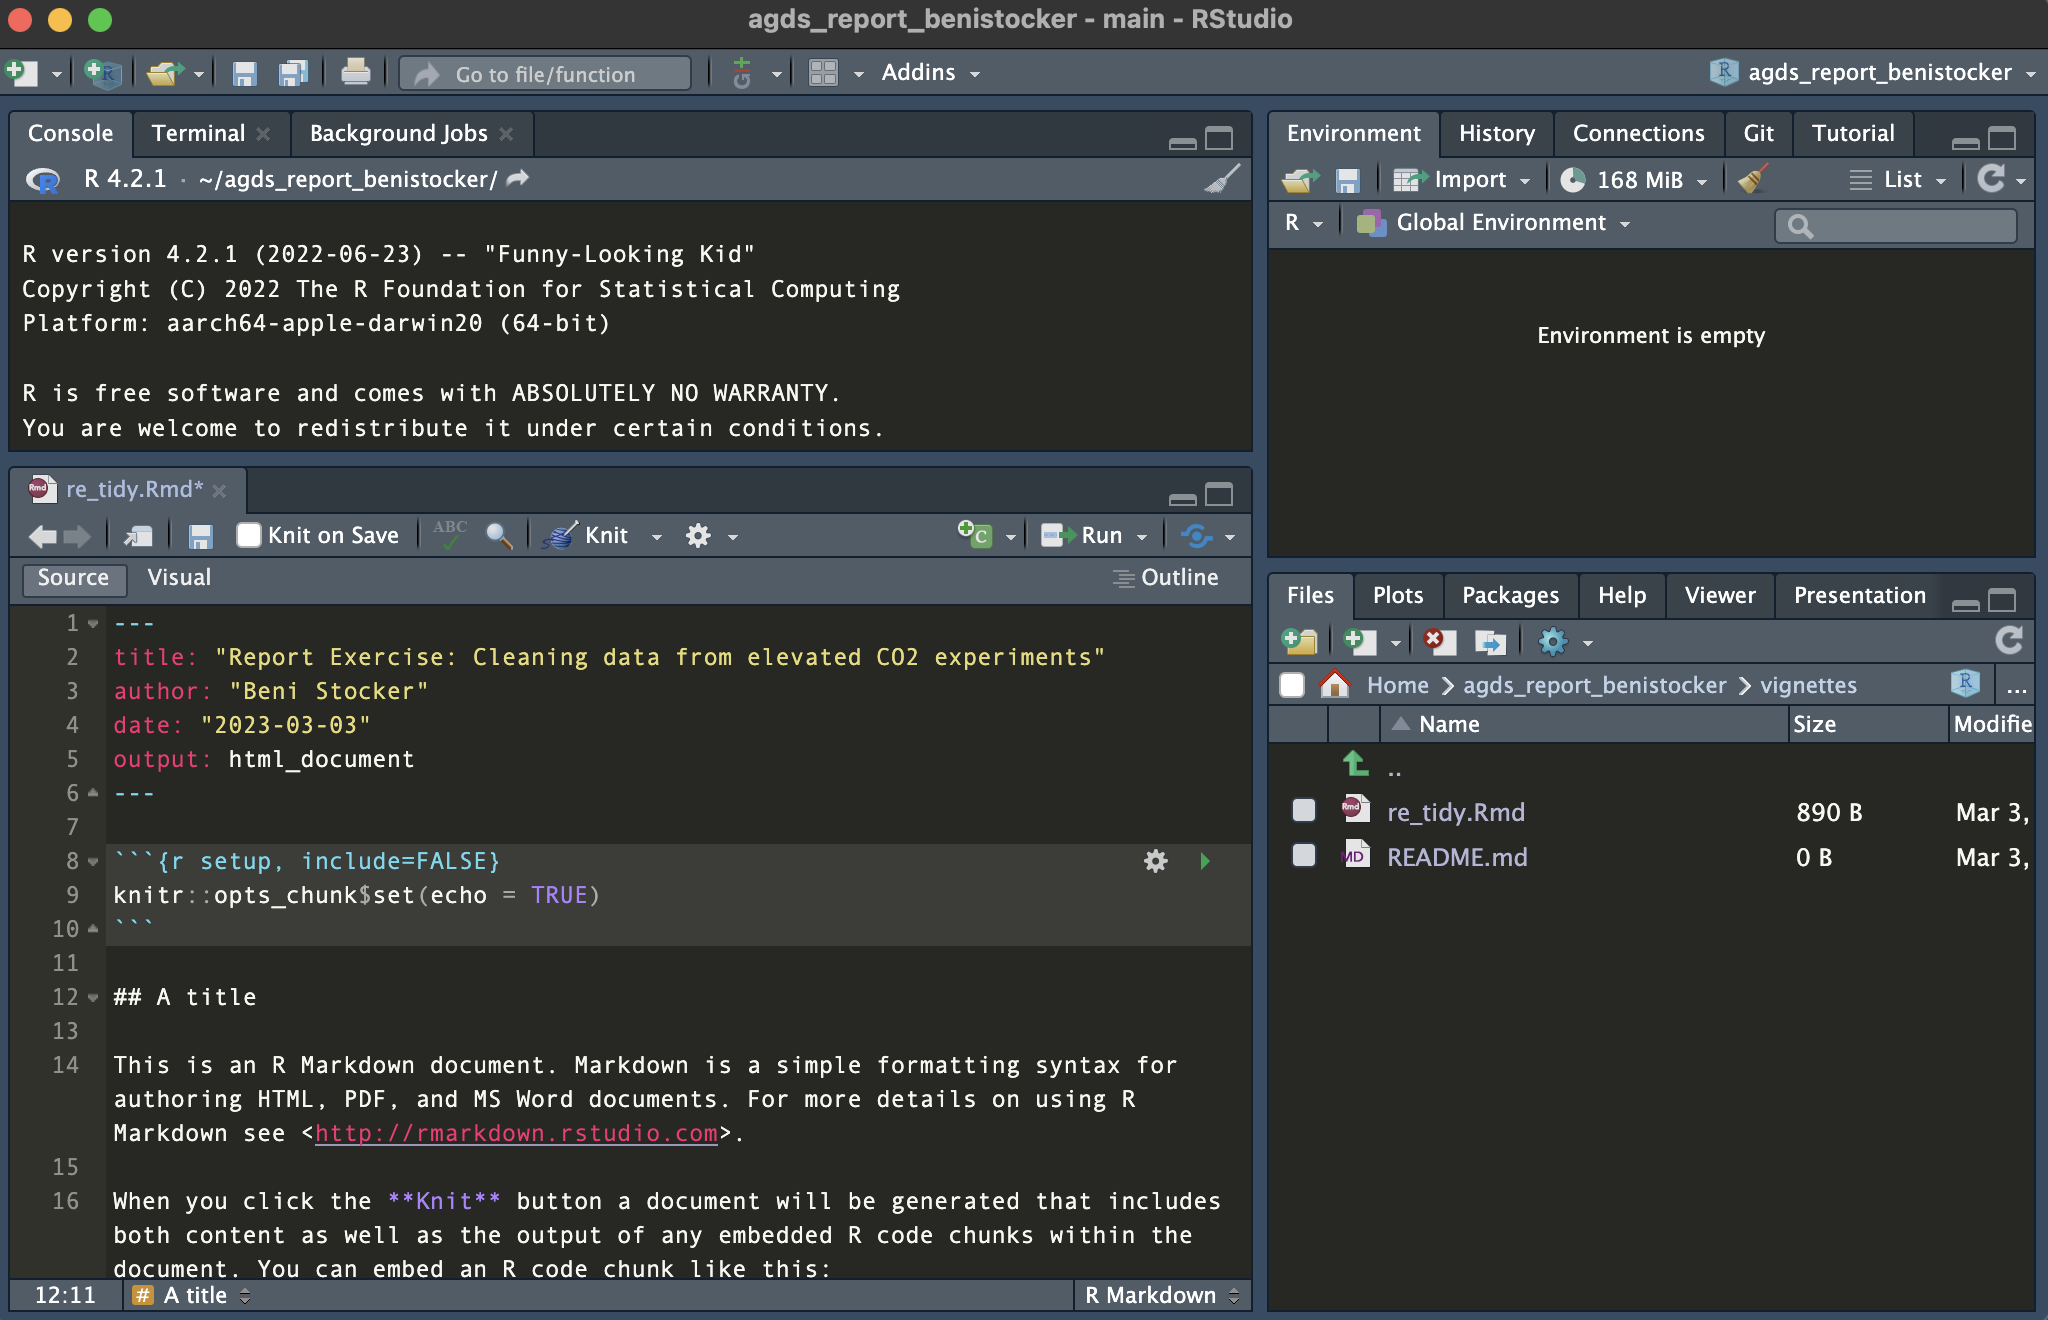 agds_report_benistocker - main - RStudio
Go to file/function
Addins
agds_report_benistocker
Console Terminal Background Jobs
R 4.2.1 · ~/agds_report_benistocker/
R version 4.2.1 (2022-06-23) -- "Funny-Looking Kid"
Copyright (C) 2022 The R Foundation for Statistical Computing
Platform: aarch64-apple-darwin20 (64-bit)
R is free software and comes with ABSOLUTELY NO WARRANTY.
You are welcome to redistribute it under certain conditions.
re_tidy.Rmd*
Knit on Save ABC Knit Run
Source Visual Outline
1 ---
2 title: "Report Exercise: Cleaning data from elevated CO2 experiments"
3 author: "Beni Stocker"
4 date: "2023-03-03"
5 output: html_document
6 ---
7
8 ```{r setup, include=FALSE}
9 knitr::opts_chunk$set(echo = TRUE)
10 ```
11
12 ## A title
13
14 This is an R Markdown document. Markdown is a simple formatting syntax for
authoring HTML, PDF, and MS Word documents. For more details on using R
Markdown see <http://rmarkdown.rstudio.com>.
15
16 When you click the **Knit** button a document will be generated that includes
both content as well as the output of any embedded R code chunks within the
document. You can embed an R code chunk like this:
12:11 # A title R Markdown
Environment History Connections Git Tutorial
Import 168 MiB List
R Global Environment
Environment is empty
Files Plots Packages Help Viewer Presentation
Home > agds_report_benistocker > vignettes ...
Name Size Modifie
..
re_tidy.Rmd 890 B Mar 3,
README.md 0 B Mar 3,